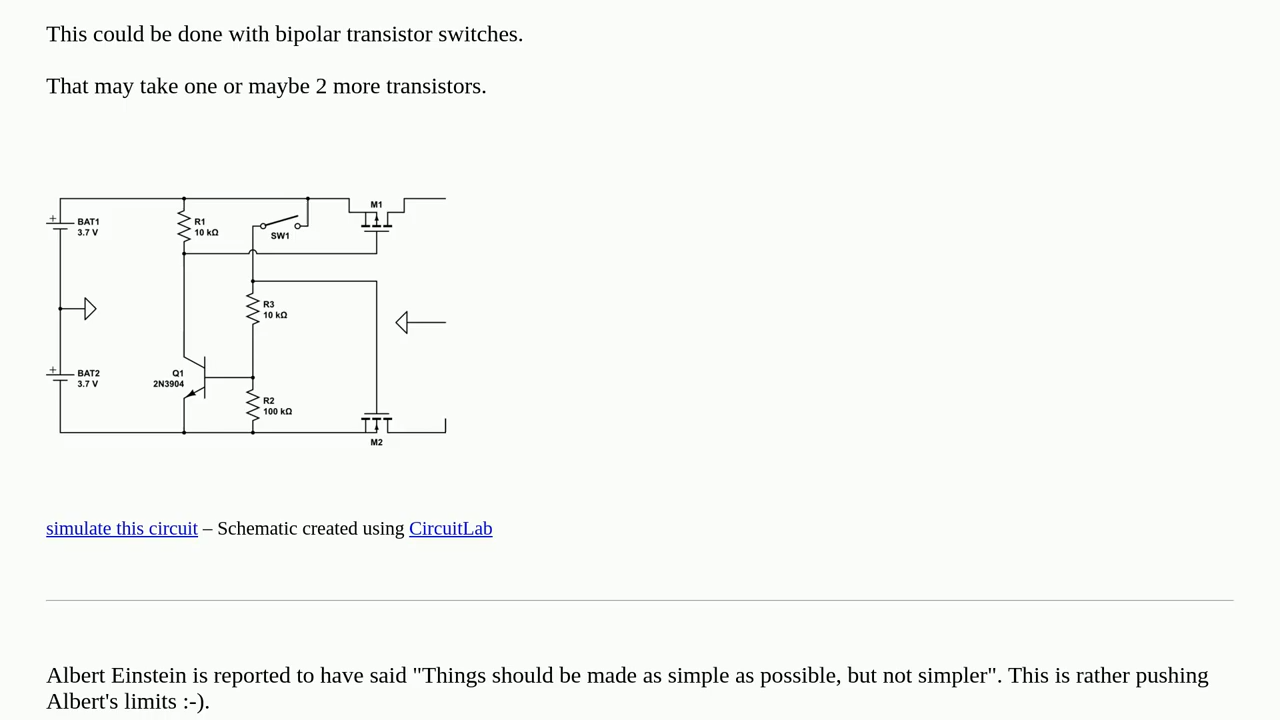 This could be done with bipolar transistor switches.
That may take one or maybe 2 more transistors.
M1
+
BAT1
3.7 V
R1
10 kΩ
SW1
R3
10 kΩ
+
BAT2
3.7 V
Q1
2N3904
R2
100 kΩ
M2
simulate this circuit – Schematic created using CircuitLab
Albert Einstein is reported to have said "Things should be made as simple as possible, but not simpler". This is rather pushing
Albert's limits :-).